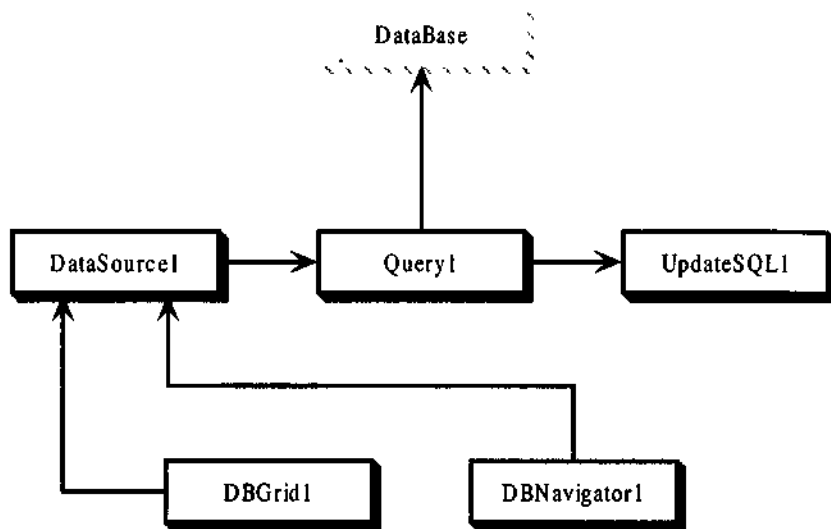 DataBase
DataSource1
Query1
UpdateSQL1
DBGrid1
DBNavigator1